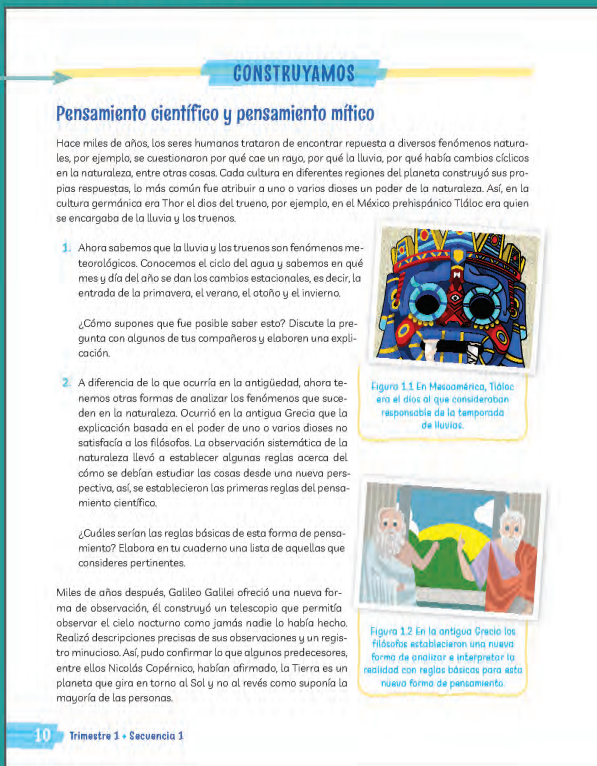 CONSTRUYAMOS
Pensamiento científico y pensamiento mítico
Hace miles de años, los seres humanos trataron de encontrar repuesta a diversos fenómenos natura-
les, por ejemplo, se cuestionaron por qué cae un rayo, por qué la lluvia, por qué había cambios cíclicos
en la naturaleza, entre otras cosas. Cada cultura en diferentes regiones del planeta construyó sus pro-
pias respuestas, lo más común fue atribuir a uno o varios dioses un poder de la naturaleza. Así, en la
cultura germánica era Thor el dios del trueno, por ejemplo, en el México prehispánico Tláloc era quien
se encargaba de la lluvia y los truenos.
1. Ahora sabemos que la lluvia y los truenos son fenómenos me-
teorológicos. Conocemos el ciclo del agua y sabemos en qué
mes y día del año se dan los cambios estacionales, es decir, la
entrada de la primavera, el verano, el otoño y el invierno.
¿Cómo supones que fue posible saber esto? Discute la pre-
gunta con algunos de tus compañeros y elaboren una expli-
cación.
Figura 1.1 En Mesoamérica, Tláloc
era el dios al que consideraban
responsable de la temporada
de lluvias.
2. A diferencia de lo que ocurría en la antigüedad, ahora te-
nemos otras formas de analizar los fenómenos que suce-
den en la naturaleza. Ocurrió en la antigua Grecia que la
explicación basada en el poder de uno o varios dioses no
satisfacía a los filósofos. La observación sistemática de la
naturaleza llevó a establecer algunas reglas acerca del
cómo se debían estudiar las cosas desde una nueva pers-
pectiva, así, se establecieron las primeras reglas del pensa-
miento científico.
¿Cuáles serían las reglas básicas de esta forma de pensa-
miento? Elabora en tu cuaderno una lista de aquellas que
consideres pertinentes.
Miles de años después, Galileo Galilei ofreció una nueva for-
ma de observación, él construyó un telescopio que permitía
observar el cielo nocturno como jamás nadie lo había hecho.
Realizó descripciones precisas de sus observaciones y un regis-
tro minucioso. Así, pudo confirmar lo que algunos predecesores,
entre ellos Nicolás Copérnico, habían afirmado, la Tierra es un
planeta que gira en torno al Sol y no al revés como suponía la
mayoría de las personas.
Figura 1.2 En la antigua Grecia los
filósofos establecieron una nueva
forma de analizar e interpretar la
realidad con reglas básicas para esta
nueva forma de pensamiento.
10 Trimestre 1 • Secuencia 1